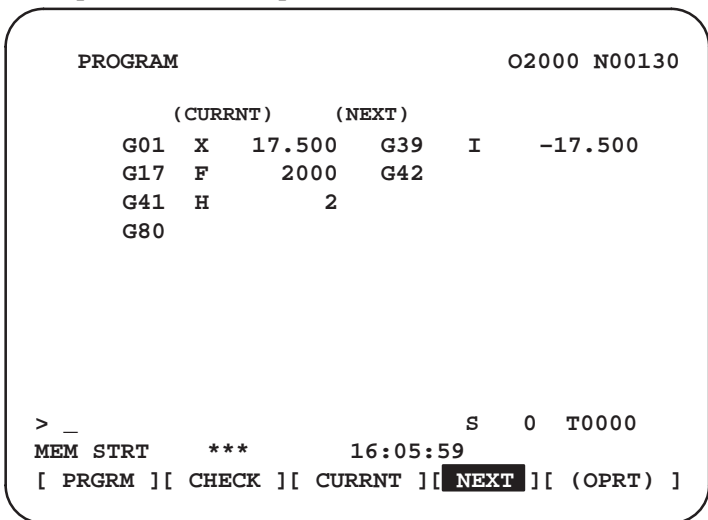 PROGRAM O2000 N00130
(CURRNT) (NEXT)
G01 X 17.500 G39 I -17.500
G17 F 2000 G42
G41 H 2
G80
> _ S 0 T0000
MEM STRT *** 16:05:59
[ PRGRM ][ CHECK ][ CURRNT ][ NEXT ][ (OPRT) ]